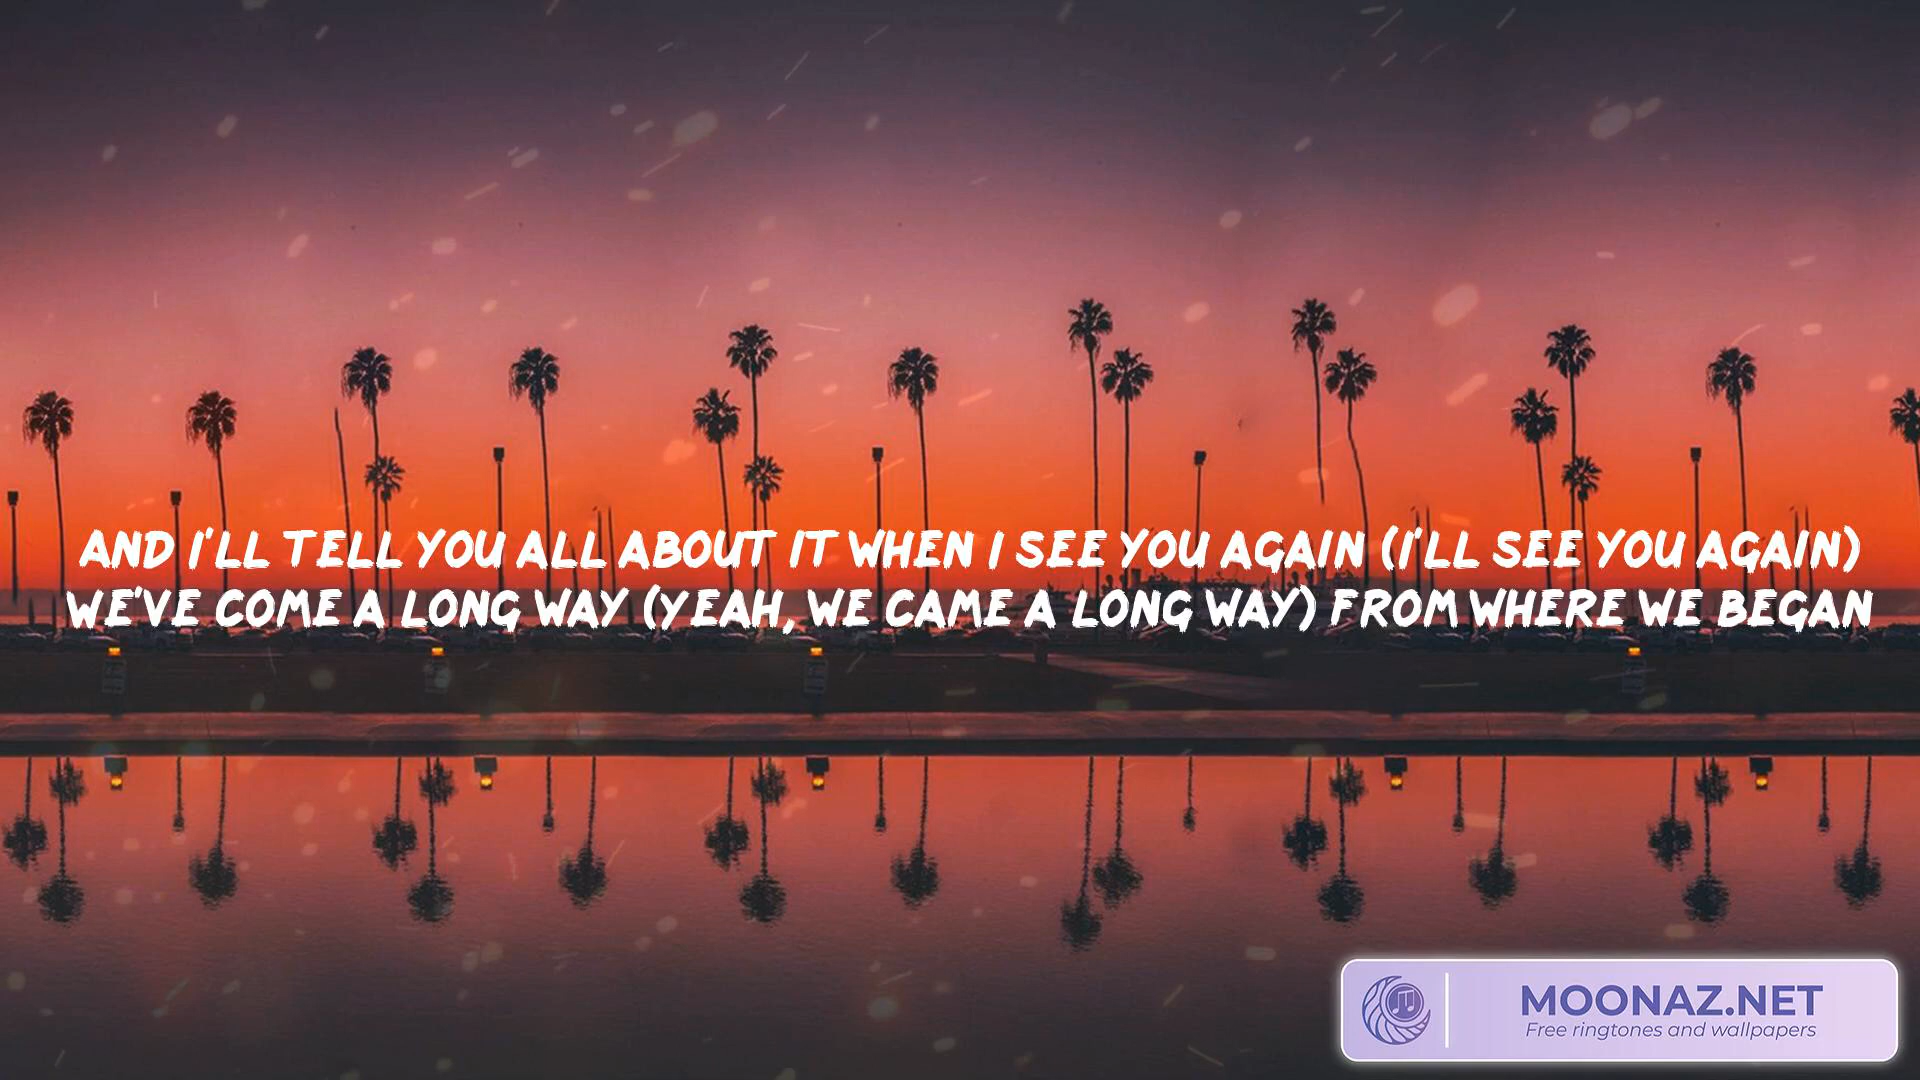 AND I'LL TELL YOU ALL ABOUT IT WHEN I SEE YOU AGAIN (I'LL SEE YOU AGAIN)
WE'VE COME A LONG WAY (YEAH, WE CAME A LONG WAY) FROM WHERE WE BEGAN
MOONAZ.NET
Free ringtones and wallpapers